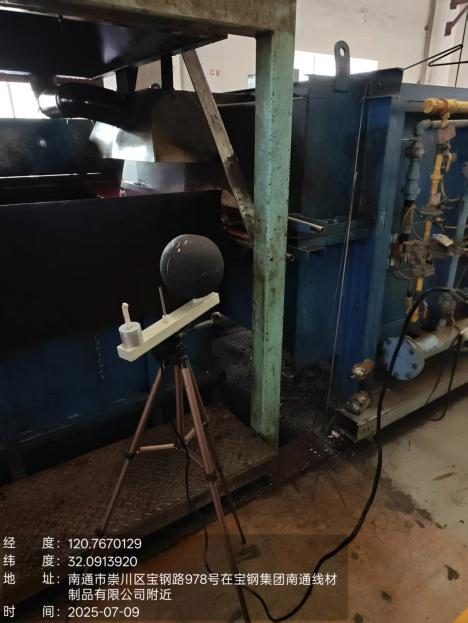 C8
经 度：120.7670129
纬 度：32.0913920
地 址：南通市崇川区宝钢路978号在宝钢集团南通线材
制品有限公司附近
时 间：2025-07-09